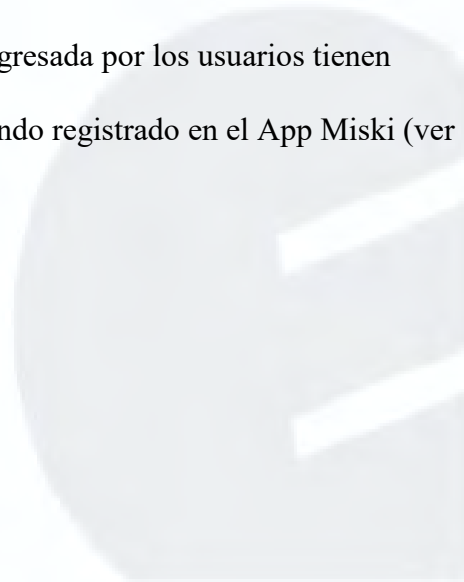 gresada por los usuarios tienen
ndo registrado en el App Miski (ver